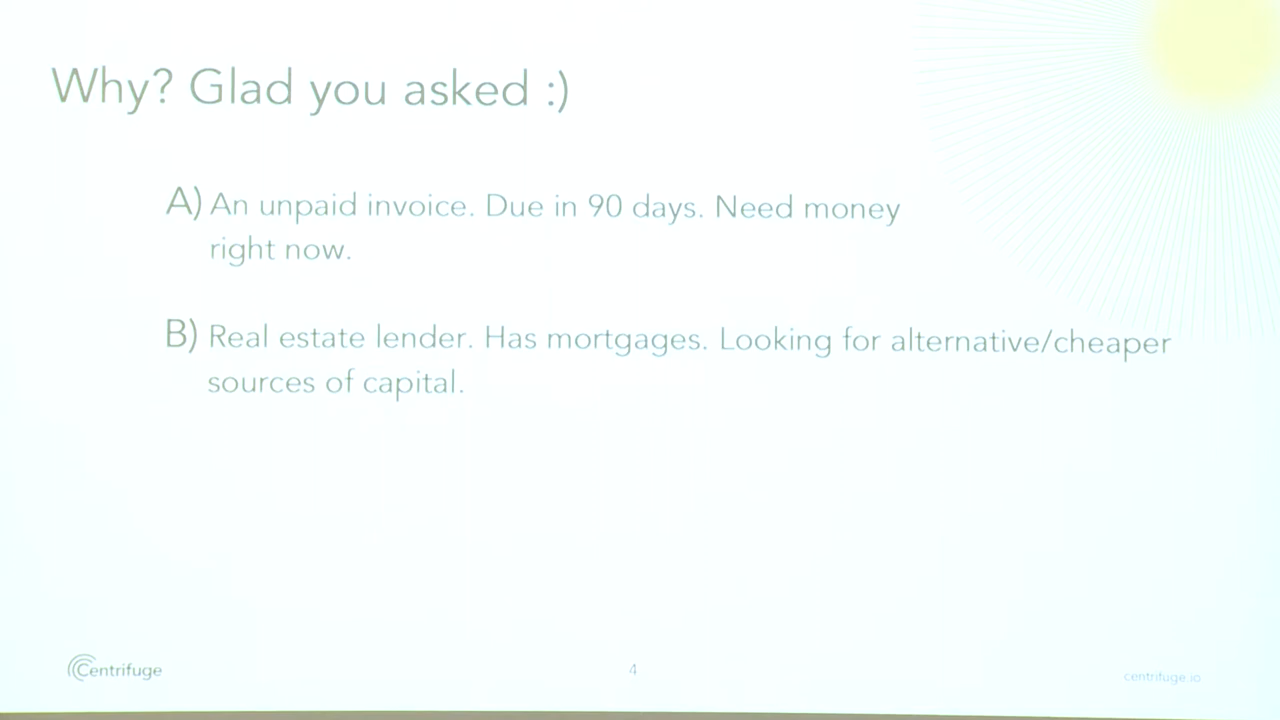 Why? Glad you asked :)
A) An unpaid invoice. Due in 90 days. Need money
right now.
B) Real estate lender. Has mortgages. Looking for alternative/cheaper
sources of capital.
Centrifuge
4
centrifuge.io